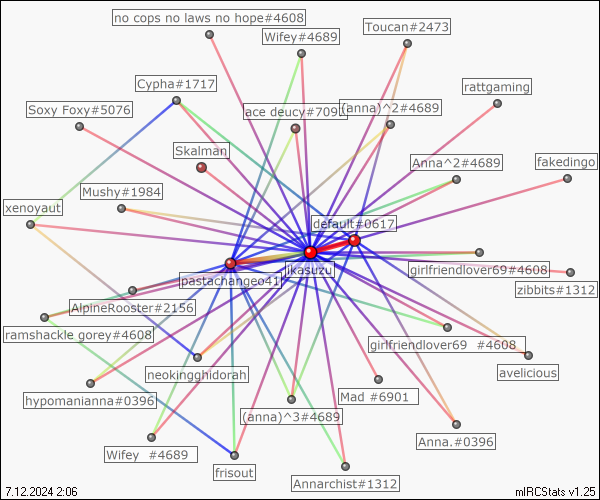 no cops no laws no hope#4608
Wifey#4689
Toucan#2473
Cypha#1717
rattgaming
Soxy Foxy#5076
ace deucy#709
(anna)^2#4689
Skalman
Anna^2#4689
fakedingo
Mushy#1984
xenoyaut
default#0617
girlfriendlover69#4608
pastachangeo41
jikasuzu
zibbits#1312
AlpineRooster#2156
ramshackle gorey#4608
girlfriendlover69 #4608
neokingghidorah
avelicious
hypomanianna#0396
Mad #6901
(anna)^3#4689
Anna.#0396
Wifey #4689
frisout
Annarchist#1312
7.12.2024 2:06
mIRCStats v1.25